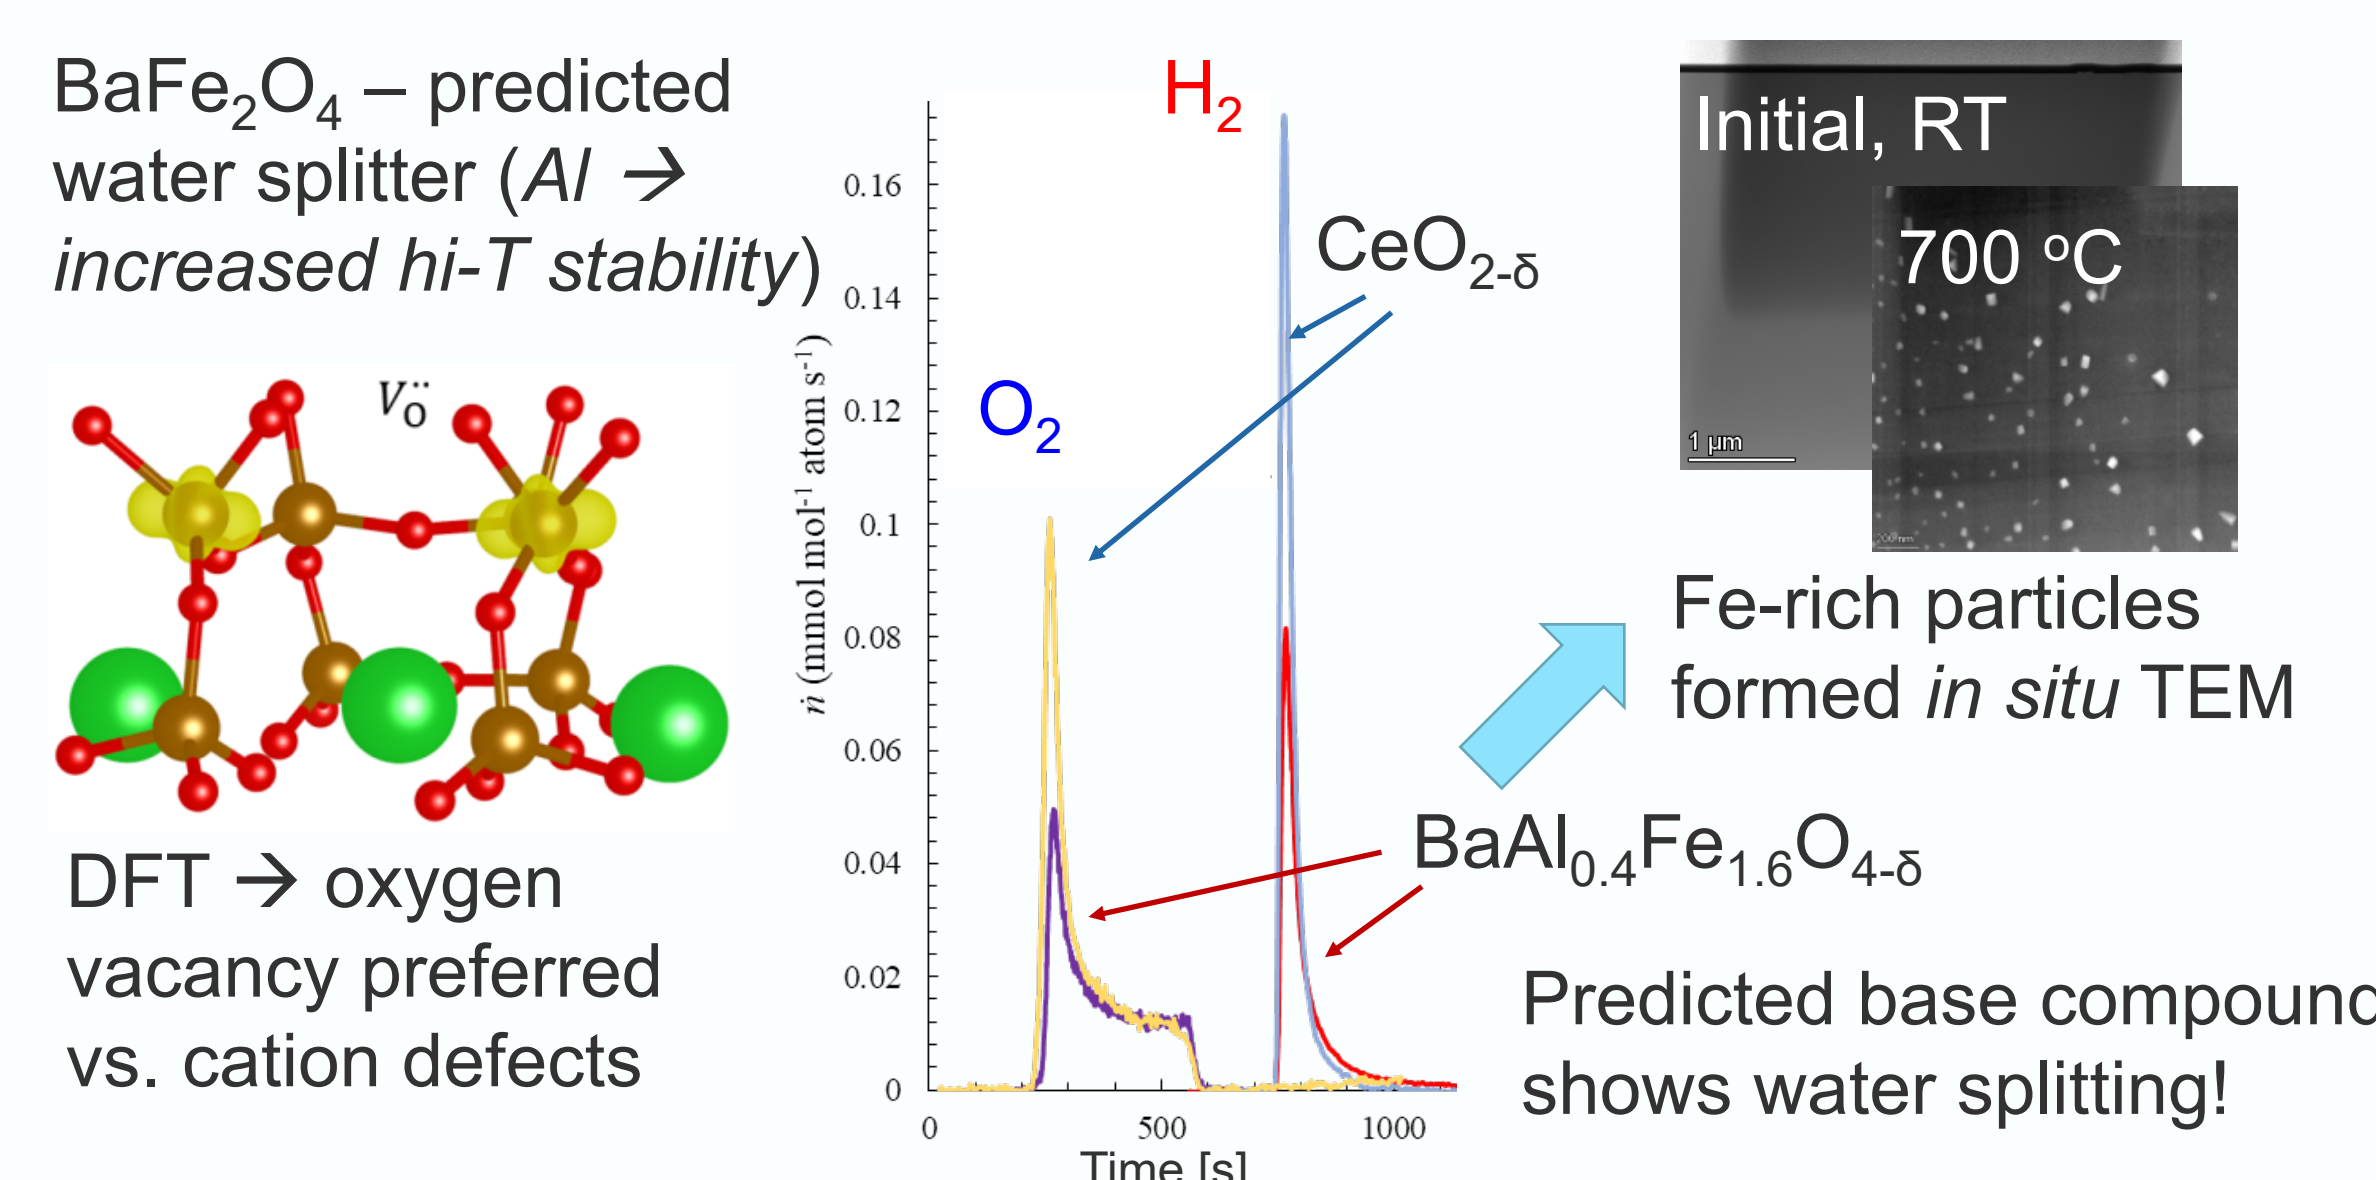 BaFe₂O₄ – predicted
water splitter (Al →
increased hi-T stability)
V̈_O
DFT → oxygen
vacancy preferred
vs. cation defects
H₂
O₂
CeO₂₋δ
ṅ (mmol mol⁻¹ atom s⁻¹)
0.16
0.14
0.12
0.1
0.08
0.06
0.04
0.02
0
0
500
1000
Time [s]
BaAl₀.₄Fe₁.₆O₄₋δ
Initial, RT
1 μm
700 °C
200 nm
Fe-rich particles
formed in situ TEM
Predicted base compound
shows water splitting!